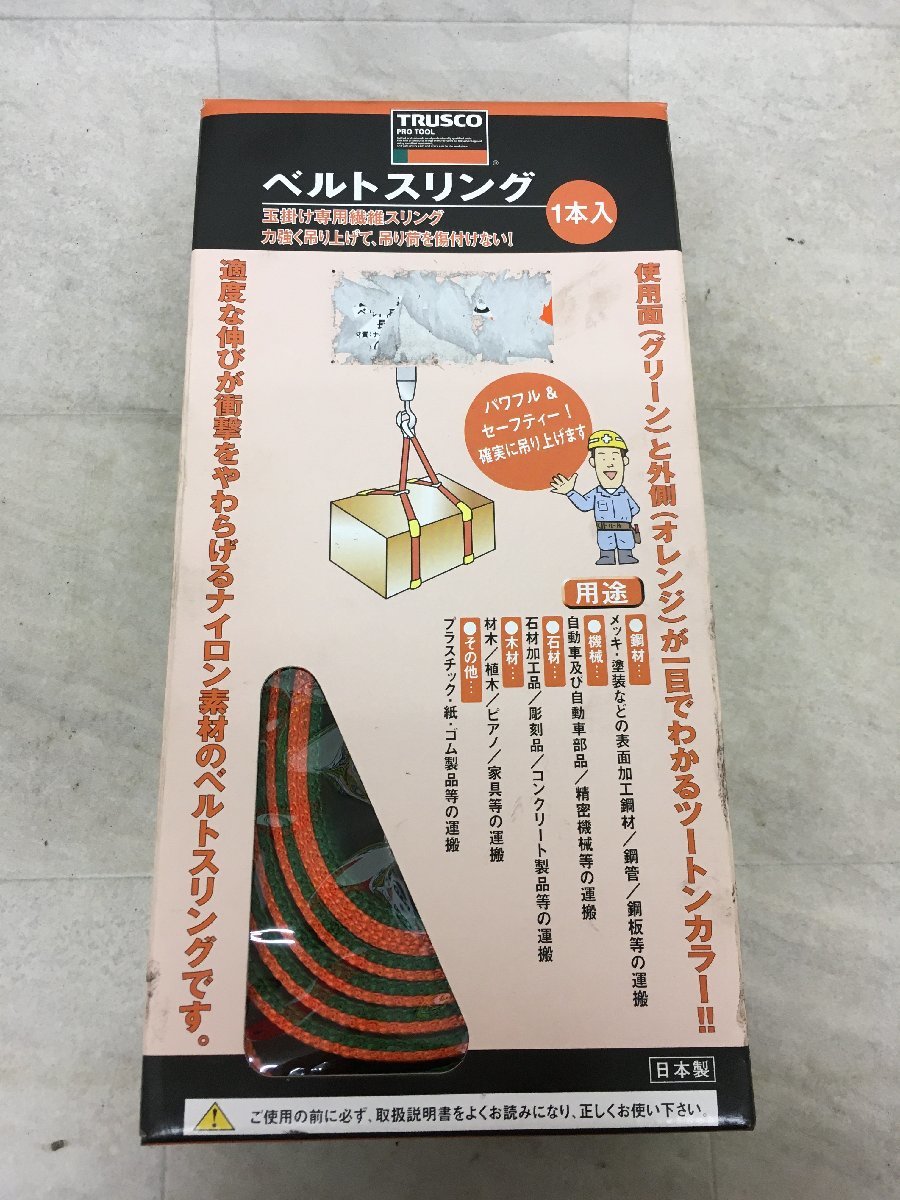 TRUSCO
PRO TOOL
ベルトスリング
玉掛け専用繊維スリング
力強く吊り上げて、吊り荷を傷付けない!
1本入
使用面(グリーン)と外側(オレンジ)が一目でわかるツートンカラー!!
適度な伸びが衝撃をやわらげるナイロン素材のベルトスリングです。
パワフル &
セーフティー!
確実に吊り上げます
用途
●鋼材…
メッキ・塗装などの表面加工鋼材/鋼管/鋼板等の運搬
●機械…
自動車及び自動車部品/精密機械等の運搬
●石材…
石材加工品/彫刻品/コンクリート製品等の運搬
●木材…
材木/植木/ピアノ/家具等の運搬
●その他…
プラスチック・紙・ゴム製品等の運搬
日本製
ご使用の前に必ず、取扱説明書をよくお読みになり、正しくお使い下さい。